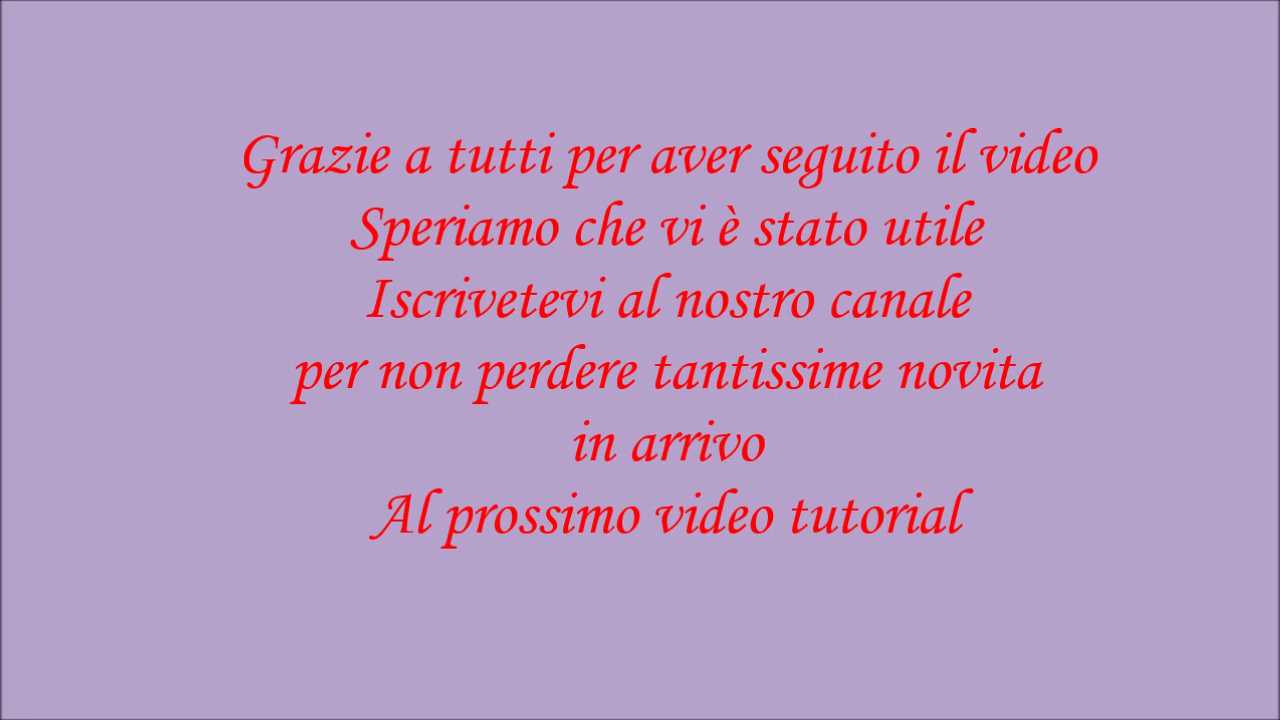 Grazie a tutti per aver seguito il video
Speriamo che vi è stato utile
Iscrivetevi al nostro canale
per non perdere tantissime novita
in arrivo
Al prossimo video tutorial